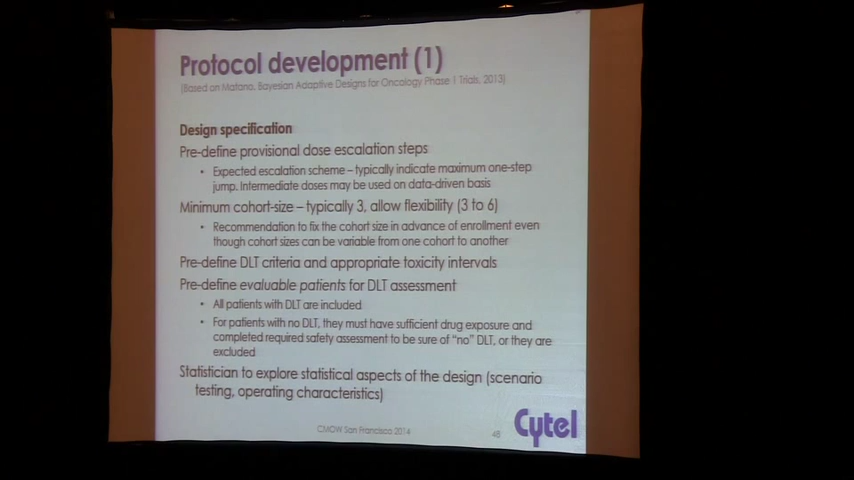 Protocol development (1)
(Based on Matano, Bayesian Adaptive Designs for Oncology Phase 1 Trials, 2013)
Design specification
Pre-define provisional dose escalation steps
• Expected escalation scheme – typically indicate maximum one-step
jump. Intermediate doses may be used on data-driven basis
Minimum cohort-size – typically 3, allow flexibility (3 to 6)
• Recommendation to fix the cohort size in advance of enrollment even
though cohort sizes can be variable from one cohort to another
Pre-define DLT criteria and appropriate toxicity intervals
Pre-define evaluable patients for DLT assessment
• All patients with DLT are included
• For patients with no DLT, they must have sufficient drug exposure and
completed required safety assessment to be sure of "no" DLT, or they are
excluded
Statistician to explore statistical aspects of the design (scenario
testing, operating characteristics)
CMOW San Francisco 2014
48
Cytel